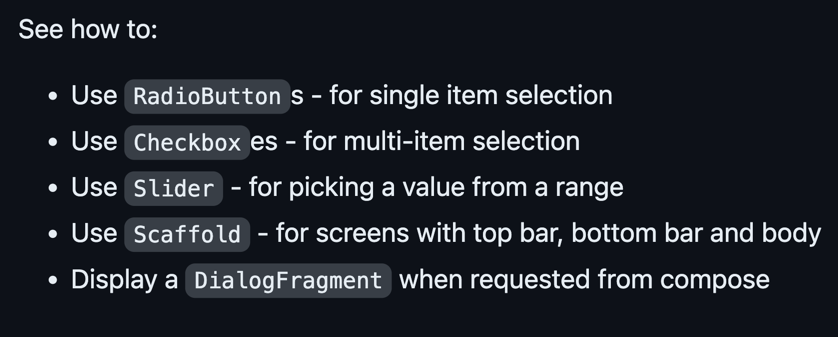 See how to:
• Use RadioButtons - for single item selection
• Use Checkboxes - for multi-item selection
• Use Slider - for picking a value from a range
• Use Scaffold - for screens with top bar, bottom bar and body
• Display a DialogFragment when requested from compose